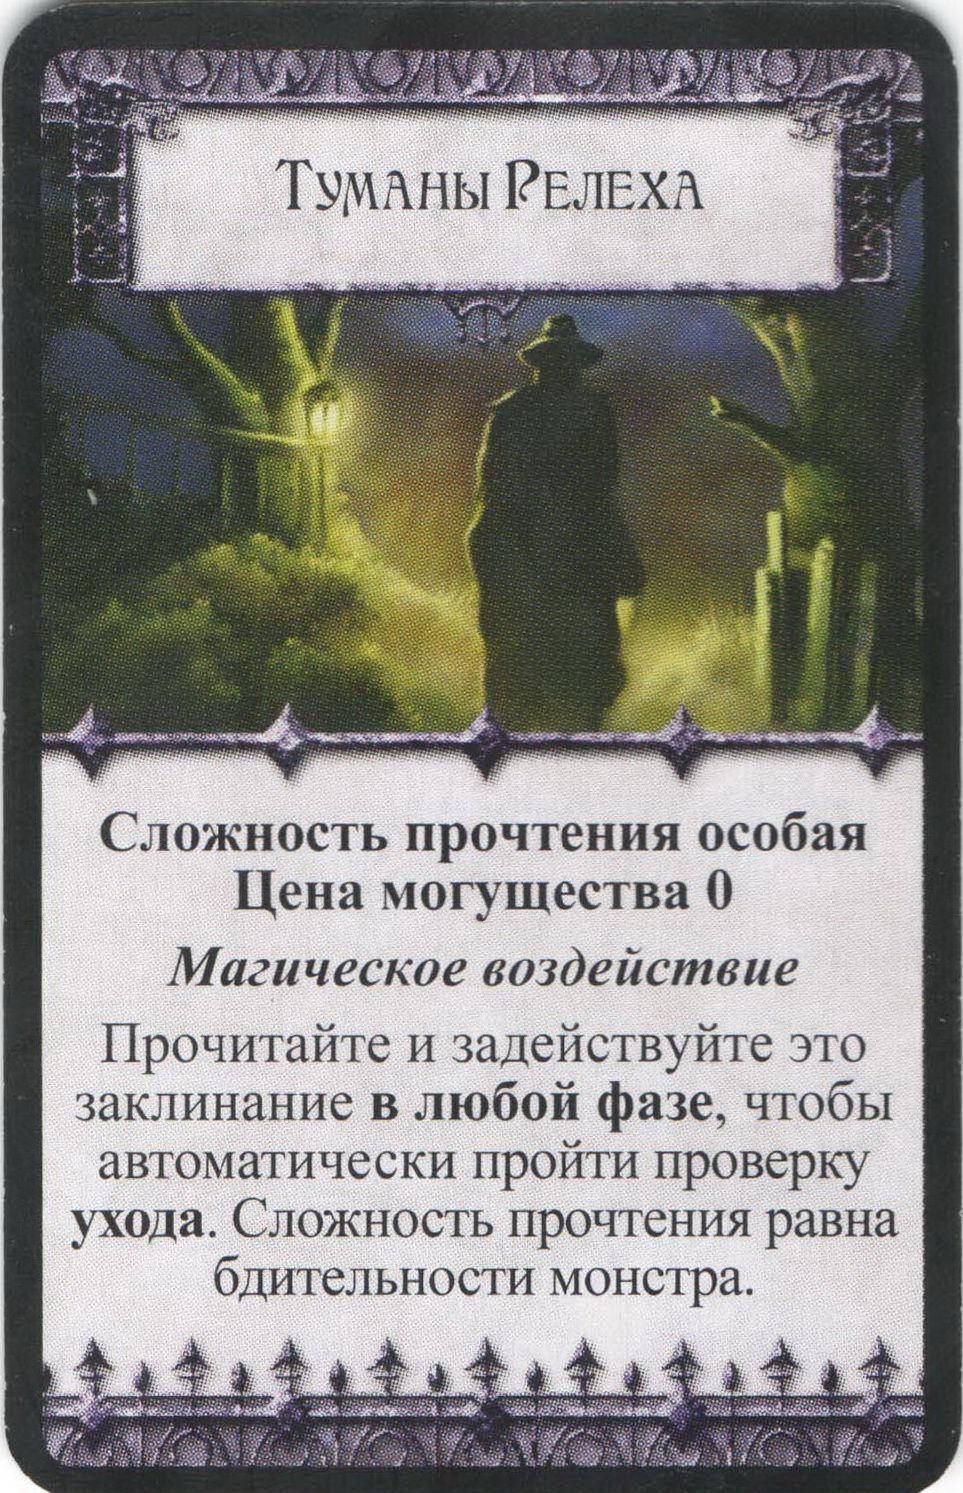 Туманы Релеха
Сложность прочтения особая
Цена могущества 0
Магическое воздействие
Прочитайте и задействуйте это
заклинание в любой фазе, чтобы
автоматически пройти проверку
ухода. Сложность прочтения равна
бдительности монстра.